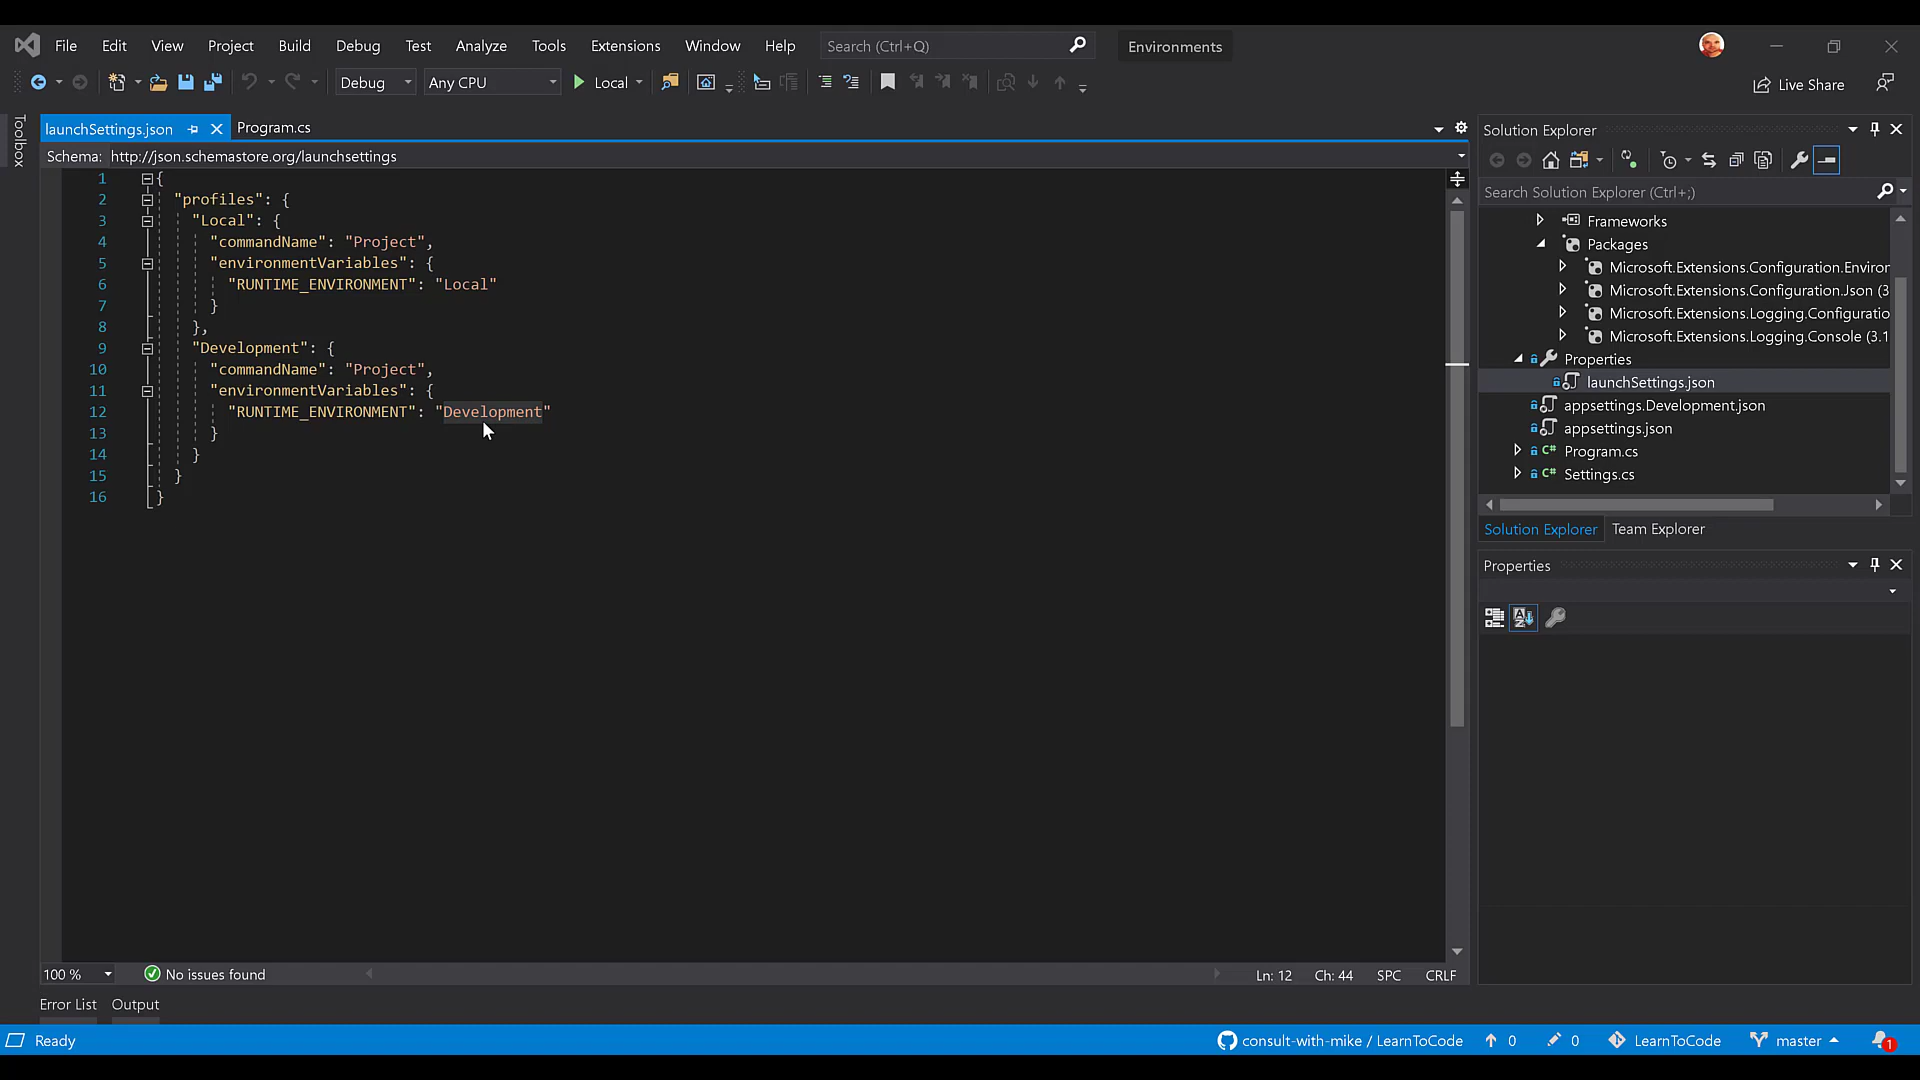 File Edit View Project Build Debug Test Analyze Tools Extensions Window Help Search (Ctrl+Q) Environments
Debug Any CPU Local Live Share
Toolbox
launchSettings.json Program.cs
Schema: http://json.schemastore.org/launchsettings
1 {
2 "profiles": {
3 "Local": {
4 "commandName": "Project",
5 "environmentVariables": {
6 "RUNTIME_ENVIRONMENT": "Local"
7 }
8 },
9 "Development": {
10 "commandName": "Project",
11 "environmentVariables": {
12 "RUNTIME_ENVIRONMENT": "Development"
13 }
14 }
15 }
16 }
Solution Explorer
Search Solution Explorer (Ctrl+;)
Frameworks
Packages
Microsoft.Extensions.Configuration.Environ
Microsoft.Extensions.Configuration.Json (3
Microsoft.Extensions.Logging.Configuratio
Microsoft.Extensions.Logging.Console (3.1
Properties
launchSettings.json
appsettings.Development.json
appsettings.json
C# Program.cs
C# Settings.cs
Solution Explorer Team Explorer
Properties
100 % No issues found Ln: 12 Ch: 44 SPC CRLF
Error List Output
Ready consult-with-mike / LearnToCode 0 0 LearnToCode master 1